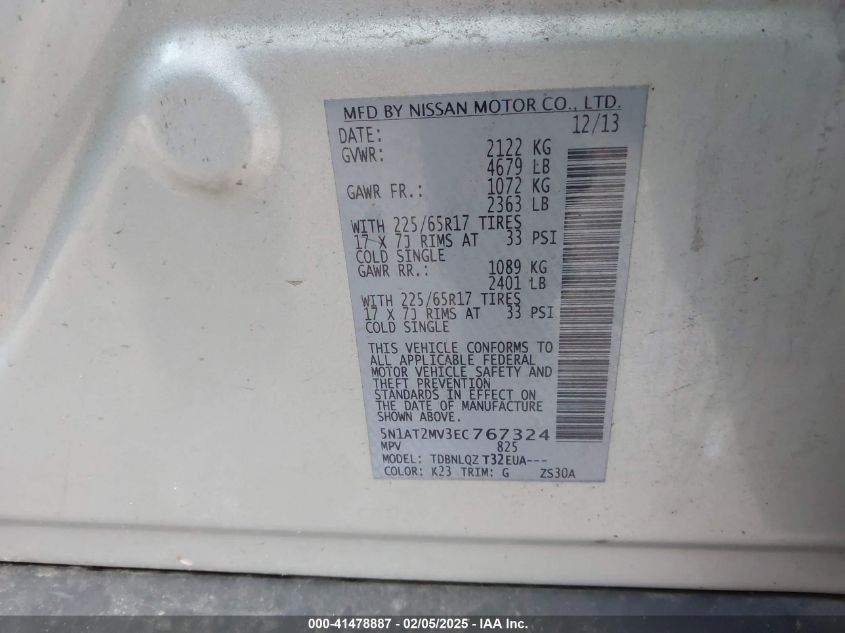 MFD BY NISSAN MOTOR CO., LTD.
DATE: 12/13
GVWR: 2122 KG
4679 LB
GAWR FR.: 1072 KG
2363 LB
WITH 225/65R17 TIRES
17 X 7J RIMS AT 33 PSI
COLD SINGLE
GAWR RR.: 1089 KG
2401 LB
WITH 225/65R17 TIRES
17 X 7J RIMS AT 33 PSI
COLD SINGLE
THIS VEHICLE CONFORMS TO
ALL APPLICABLE FEDERAL
MOTOR VEHICLE SAFETY AND
THEFT PREVENTION
STANDARDS IN EFFECT ON
THE DATE OF MANUFACTURE
SHOWN ABOVE.
5N1AT2MV3EC767324
MPV 825
MODEL: TDBNLQZ T32EUA---
COLOR: K23 TRIM: G ZS30A
000-41478887 - 02/05/2025 - IAA Inc.